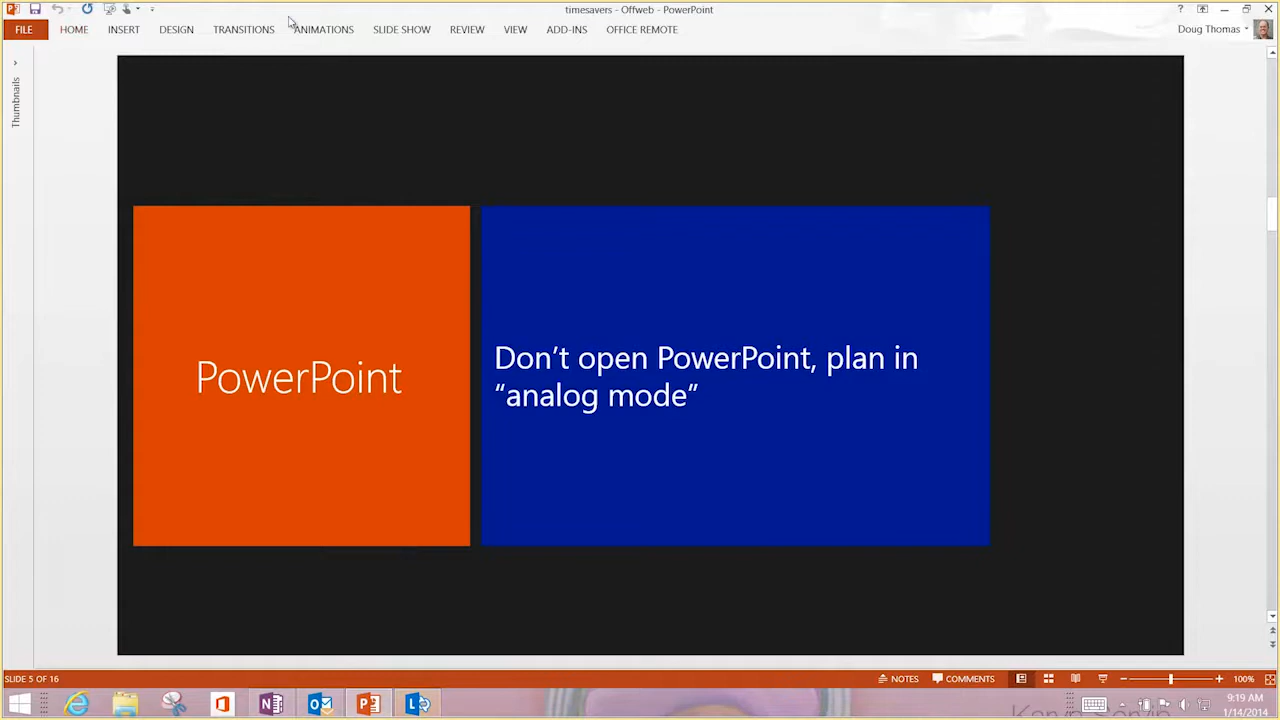 timesavers - Offweb - PowerPoint
?
Doug Thomas
FILE HOME INSERT DESIGN TRANSITIONS ANIMATIONS SLIDE SHOW REVIEW VIEW ADD-INS OFFICE REMOTE
Thumbnails
PowerPoint
Don’t open PowerPoint, plan in
“analog mode”
SLIDE 5 OF 16
NOTES
COMMENTS
100%
9:19 AM
1/14/2014